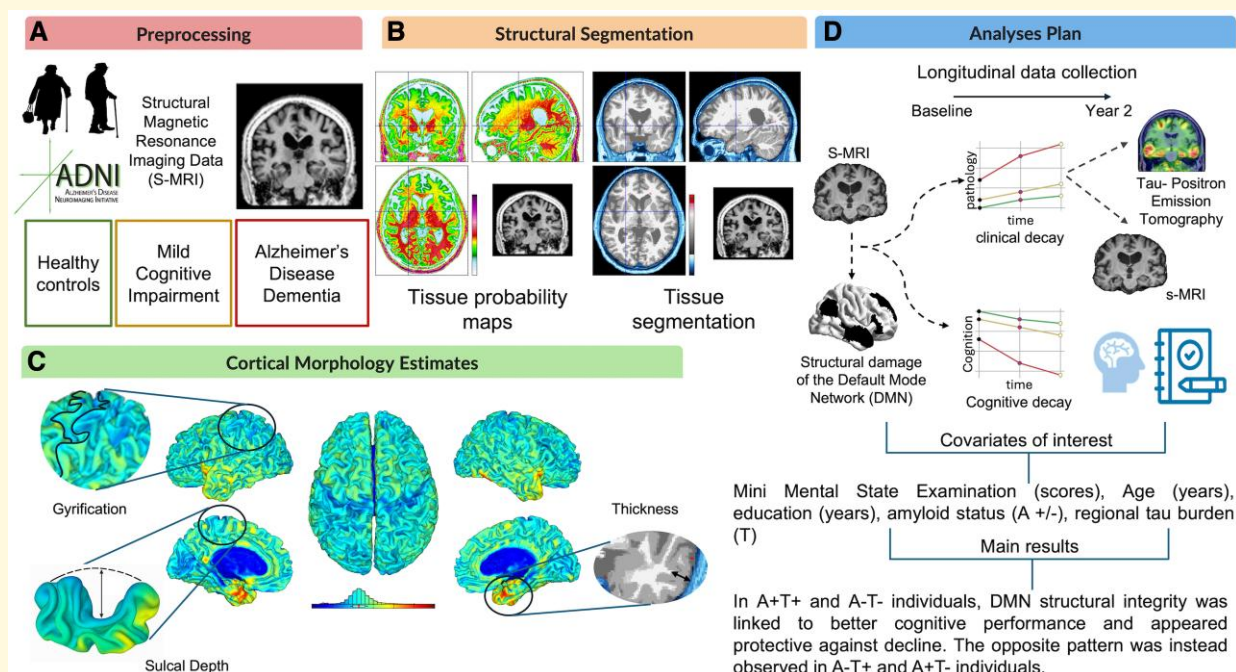 A
Preprocessing
Structural
Magnetic
Resonance
Imaging Data
(S-MRI)
ADNI
ALZHEIMER'S DISEASE
NEUROIMAGING INITIATIVE
Healthy
controls
Mild
Cognitive
Impairment
Alzheimer's
Disease
Dementia
B
Structural Segmentation
Tissue probability
maps
Tissue
segmentation
C
Cortical Morphology Estimates
Gyrification
Sulcal Depth
Thickness
D
Analyses Plan
Longitudinal data collection
Baseline
Year 2
S-MRI
pathology
time
clinical decay
Tau- Positron
Emission
Tomography
s-MRI
Structural damage
of the Default Mode
Network (DMN)
Cognition
time
Cognitive decay
Covariates of interest
Mini Mental State Examination (scores), Age (years),
education (years), amyloid status (A +/-), regional tau burden
(T)
Main results
In A+T+ and A-T- individuals, DMN structural integrity was
linked to better cognitive performance and appeared
protective against decline. The opposite pattern was instead
observed in A-T+ and A+T- individuals.